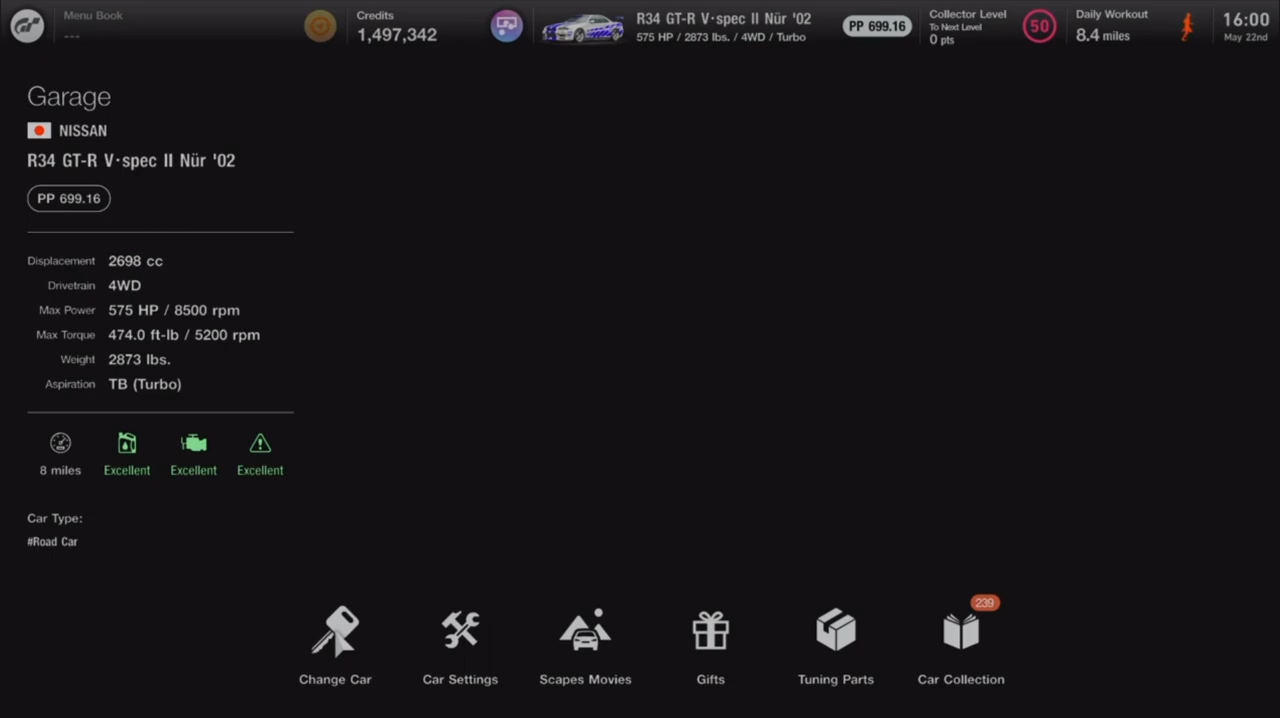 Menu Book
---
Credits
1,497,342
R34 GT-R V·spec II Nür '02
575 HP / 2873 lbs. / 4WD / Turbo
PP 699.16
Collector Level
To Next Level
0 pts
50
Daily Workout
8.4 miles
16:00
May 22nd
Garage
NISSAN
R34 GT-R V·spec II Nür '02
PP 699.16
Displacement 2698 cc
Drivetrain 4WD
Max Power 575 HP / 8500 rpm
Max Torque 474.0 ft-lb / 5200 rpm
Weight 2873 lbs.
Aspiration TB (Turbo)
8 miles Excellent Excellent Excellent
Car Type:
#Road Car
239
Change Car Car Settings Scapes Movies Gifts Tuning Parts Car Collection